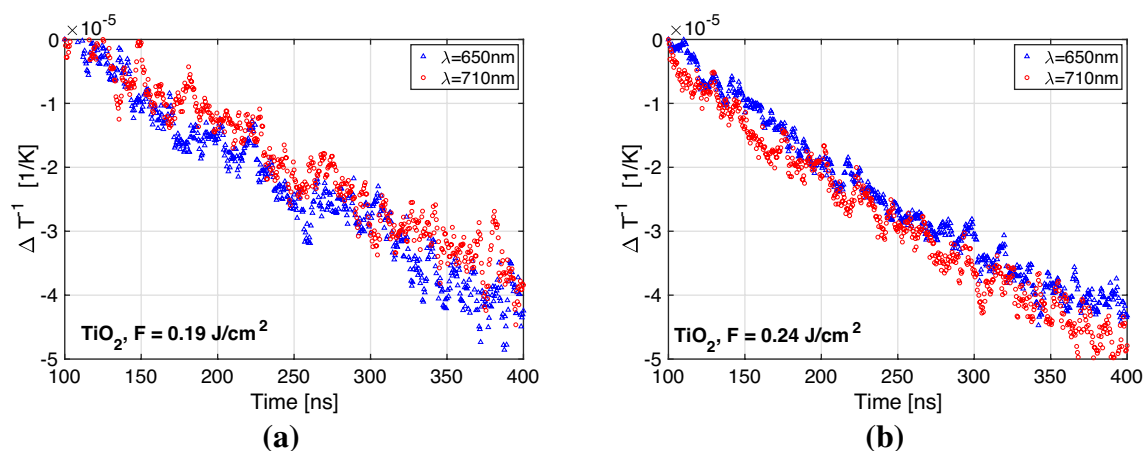 × 10⁻⁵
0
-1
-2
-3
-4
-5
Δ T⁻¹ [1/K]
λ=650nm
λ=710nm
TiO₂, F = 0.19 J/cm²
100 150 200 250 300 350 400
Time [ns]
(a)
× 10⁻⁵
0
-1
-2
-3
-4
-5
Δ T⁻¹ [1/K]
λ=650nm
λ=710nm
TiO₂, F = 0.24 J/cm²
100 150 200 250 300 350 400
Time [ns]
(b)